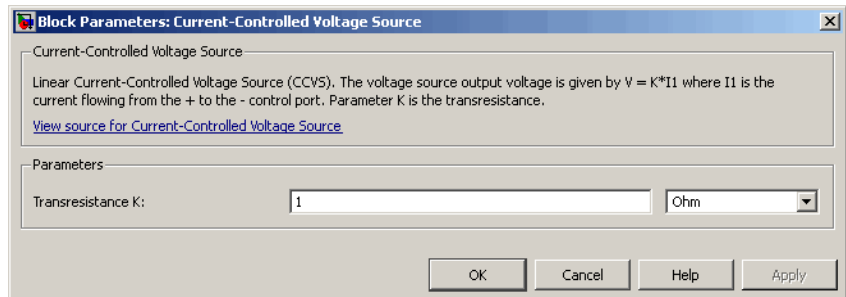 Block Parameters: Current-Controlled Voltage Source
Current-Controlled Voltage Source
Linear Current-Controlled Voltage Source (CCVS). The voltage source output voltage is given by V = K*I1 where I1 is the
current flowing from the + to the - control port. Parameter K is the transresistance.
View source for Current-Controlled Voltage Source
Parameters
Transresistance K: 1 Ohm
OK Cancel Help Apply